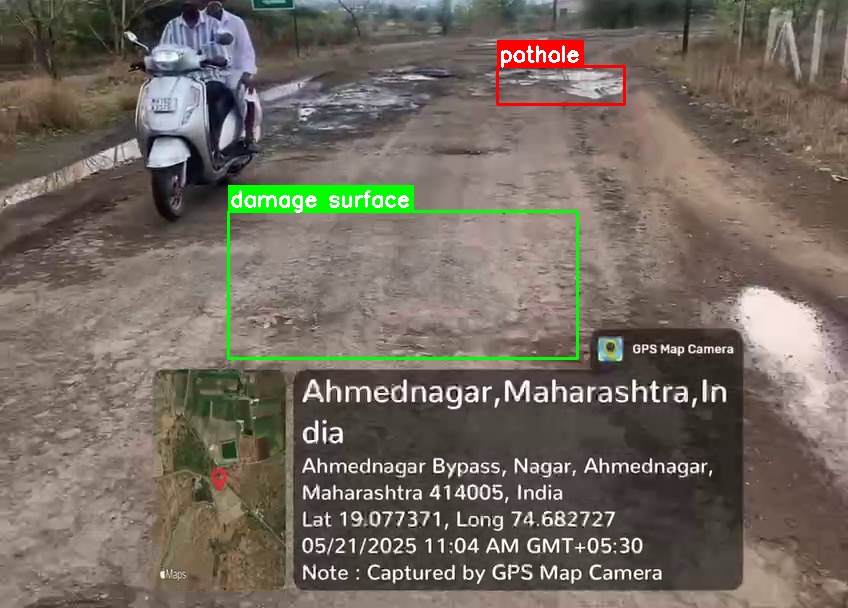 pothole
damage surface
GPS Map Camera
Ahmednagar,Maharashtra,In
dia
Ahmednagar Bypass, Nagar, Ahmednagar,
Maharashtra 414005, India
Lat 19.077371, Long 74.682727
05/21/2025 11:04 AM GMT+05:30
Note : Captured by GPS Map Camera
Maps